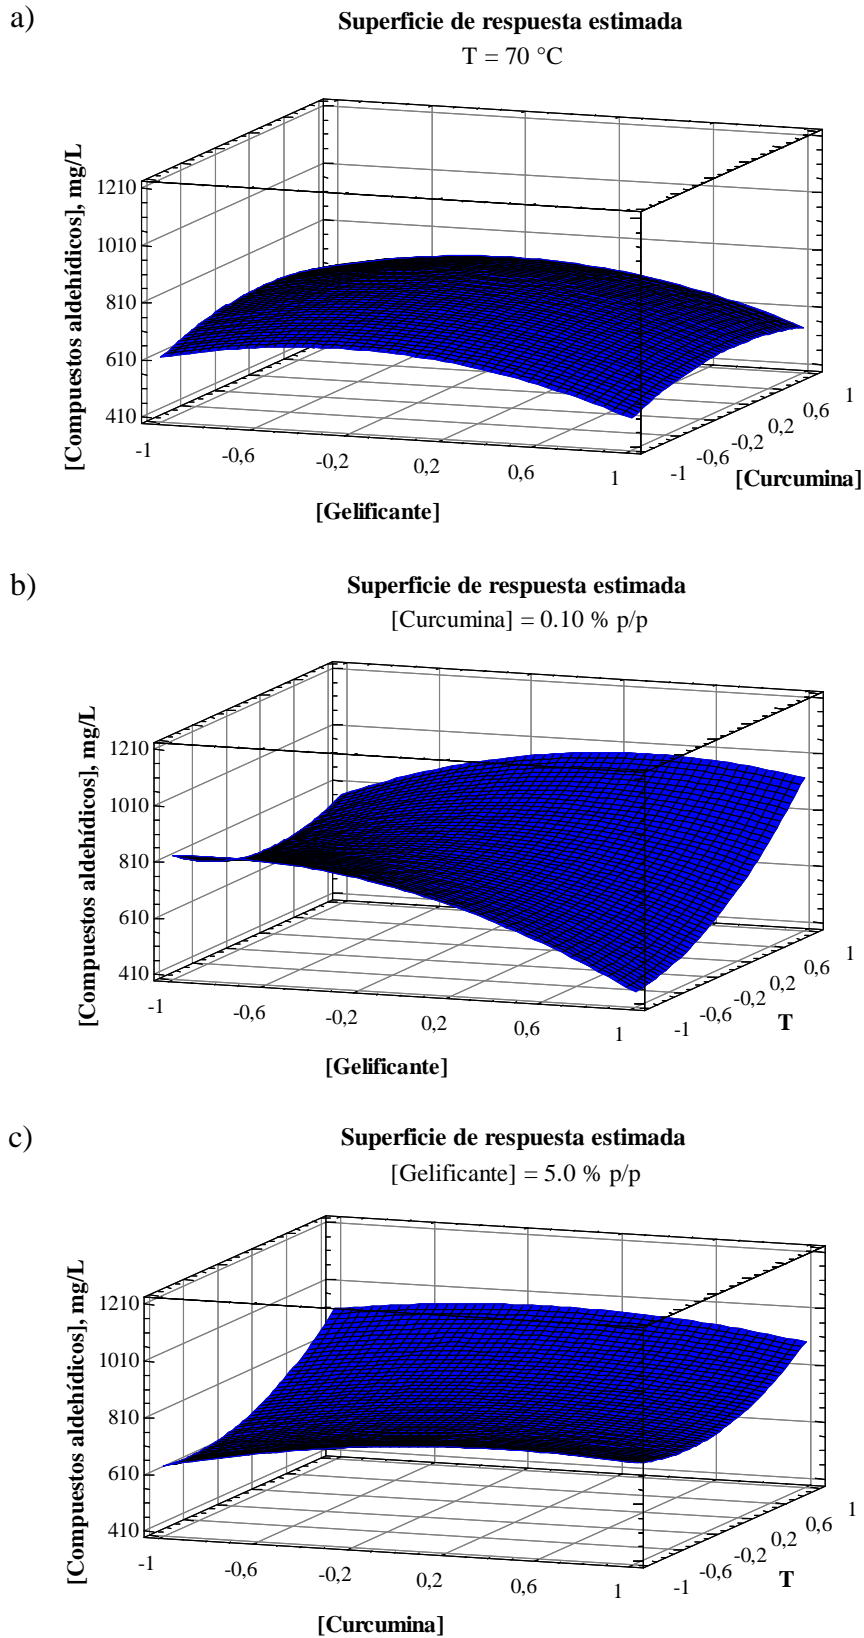 a)
Superficie de respuesta estimada
T = 70 °C
[Compuestos aldehídicos], mg/L
1210
1010
810
610
410
-1
-0,6
-0,2
0,2
0,6
1
[Gelificante]
-1
-0,6
-0,2
0,2
0,6
1
[Curcumina]
b)
Superficie de respuesta estimada
[Curcumina] = 0.10 % p/p
[Compuestos aldehídicos], mg/L
1210
1010
810
610
410
-1
-0,6
-0,2
0,2
0,6
1
[Gelificante]
-1
-0,6
-0,2
0,2
0,6
1
T
c)
Superficie de respuesta estimada
[Gelificante] = 5.0 % p/p
[Compuestos aldehídicos], mg/L
1210
1010
810
610
410
-1
-0,6
-0,2
0,2
0,6
1
[Curcumina]
-1
-0,6
-0,2
0,2
0,6
1
T